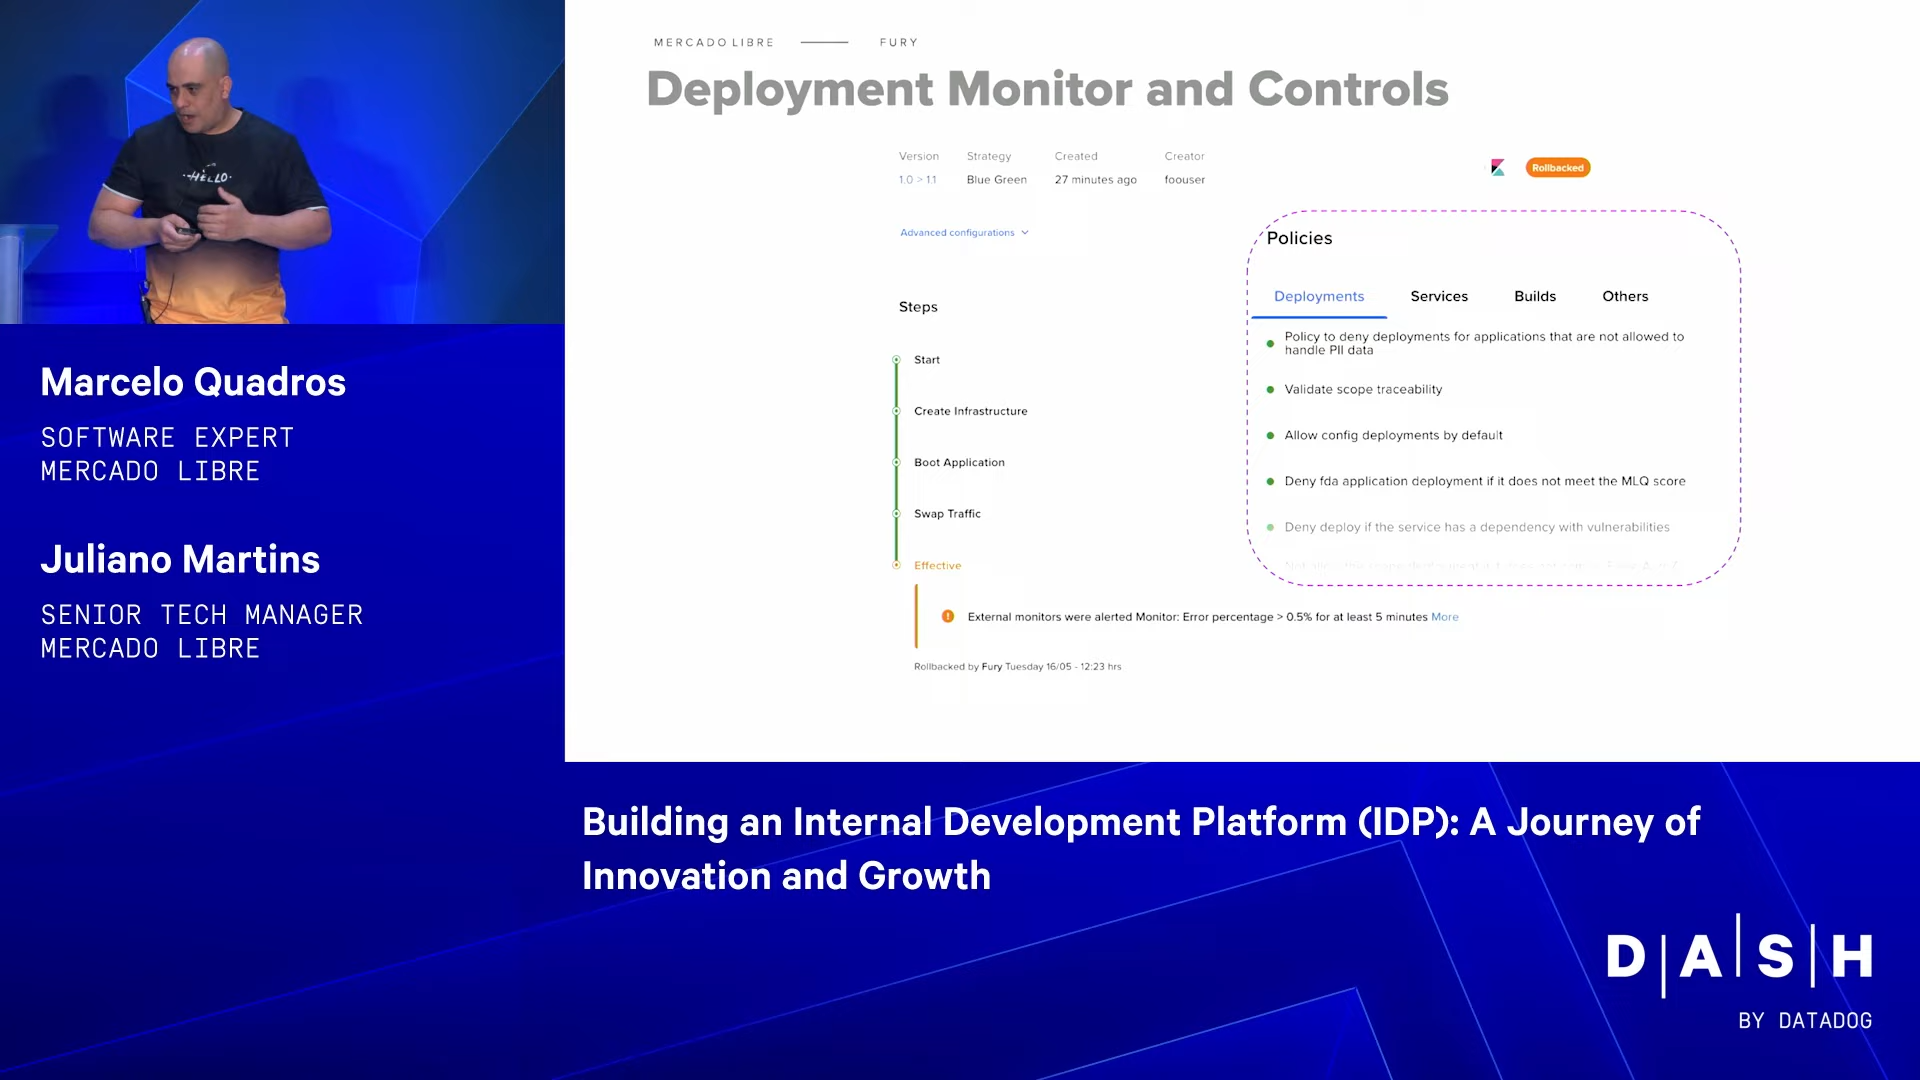 HELLO
Marcelo Quadros
SOFTWARE EXPERT
MERCADO LIBRE
Juliano Martins
SENIOR TECH MANAGER
MERCADO LIBRE
MERCADO LIBRE FURY
Deployment Monitor and Controls
Version Strategy Created Creator
1.0 > 1.1 Blue Green 27 minutes ago foouser
Rollbacked
Advanced configurations
Steps
Start
Create Infrastructure
Boot Application
Swap Traffic
Effective
External monitors were alerted Monitor: Error percentage > 0.5% for at least 5 minutes More
Rollbacked by Fury Tuesday 16/05 - 12:23 hrs
Policies
Deployments Services Builds Others
Policy to deny deployments for applications that are not allowed to
handle PII data
Validate scope traceability
Allow config deployments by default
Deny fda application deployment if it does not meet the MLQ score
Deny deploy if the service has a dependency with vulnerabilities
Building an Internal Development Platform (IDP): A Journey of
Innovation and Growth
D|A|S|H
BY DATADOG